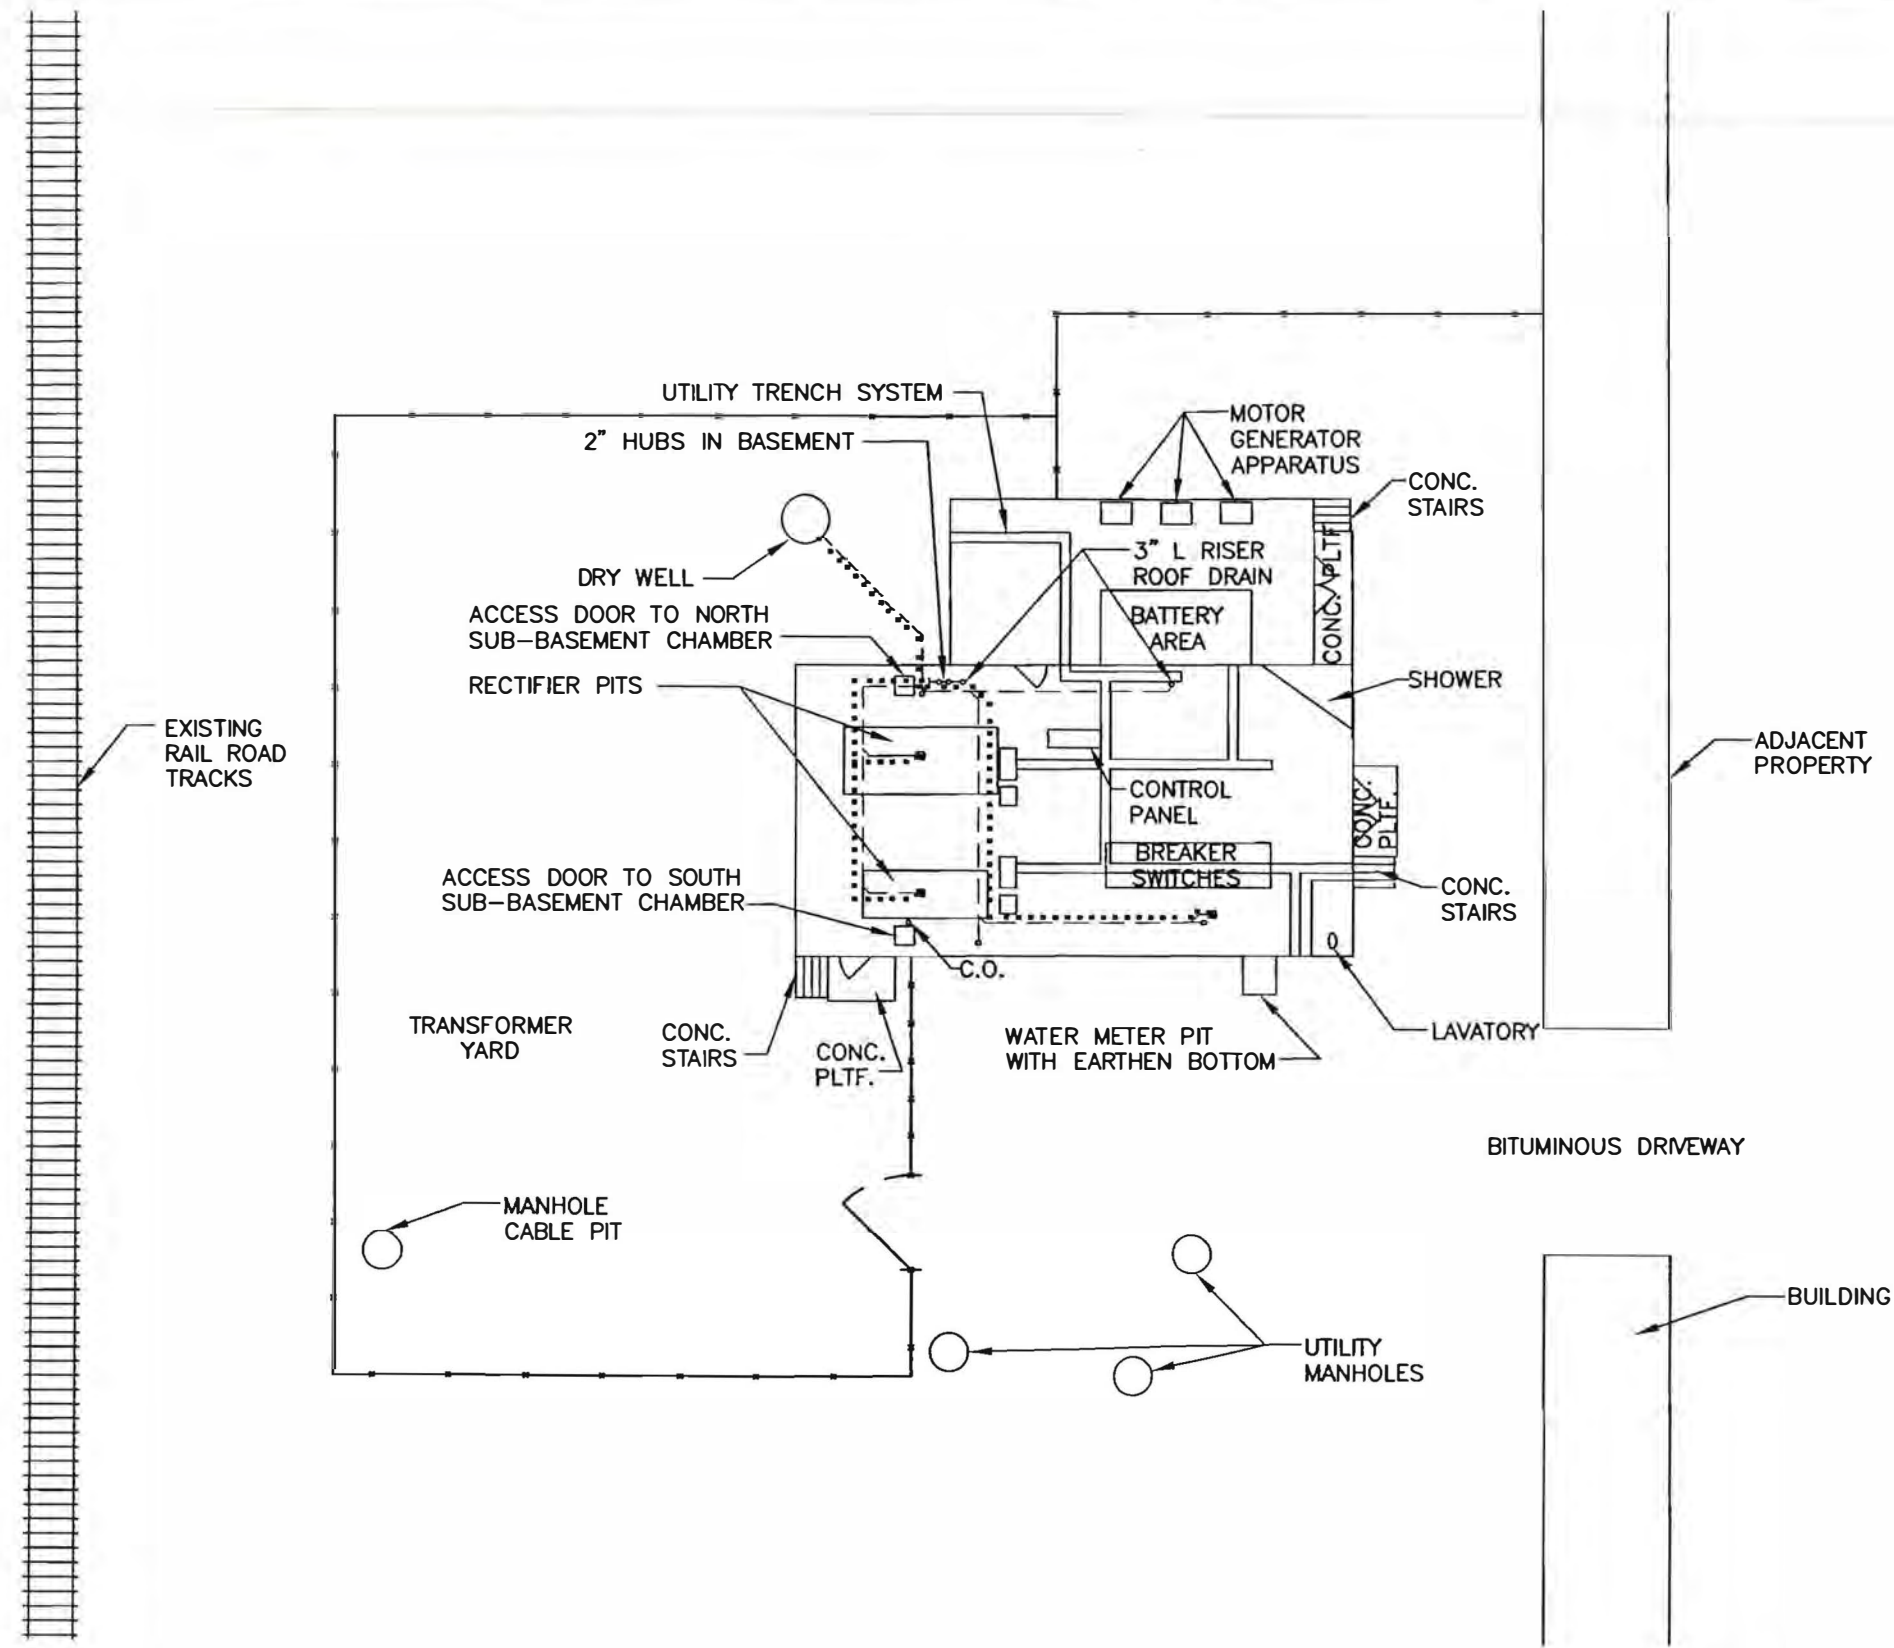 UTILITY TRENCH SYSTEM
2" HUBS IN BASEMENT
MOTOR
GENERATOR
APPARATUS
CONC.
STAIRS
3" L RISER
ROOF DRAIN
CONC. PLTF
DRY WELL
ACCESS DOOR TO NORTH
SUB-BASEMENT CHAMBER
BATTERY
AREA
RECTIFIER PITS
SHOWER
EXISTING
RAIL ROAD
TRACKS
ADJACENT
PROPERTY
CONTROL
PANEL
CONC.
PLTF.
BREAKER
SWITCHES
ACCESS DOOR TO SOUTH
SUB-BASEMENT CHAMBER
CONC.
STAIRS
C.O.
TRANSFORMER
YARD
CONC.
STAIRS
CONC.
PLTF.
WATER METER PIT
WITH EARTHEN BOTTOM
LAVATORY
BITUMINOUS DRIVEWAY
MANHOLE
CABLE PIT
BUILDING
UTILITY
MANHOLES